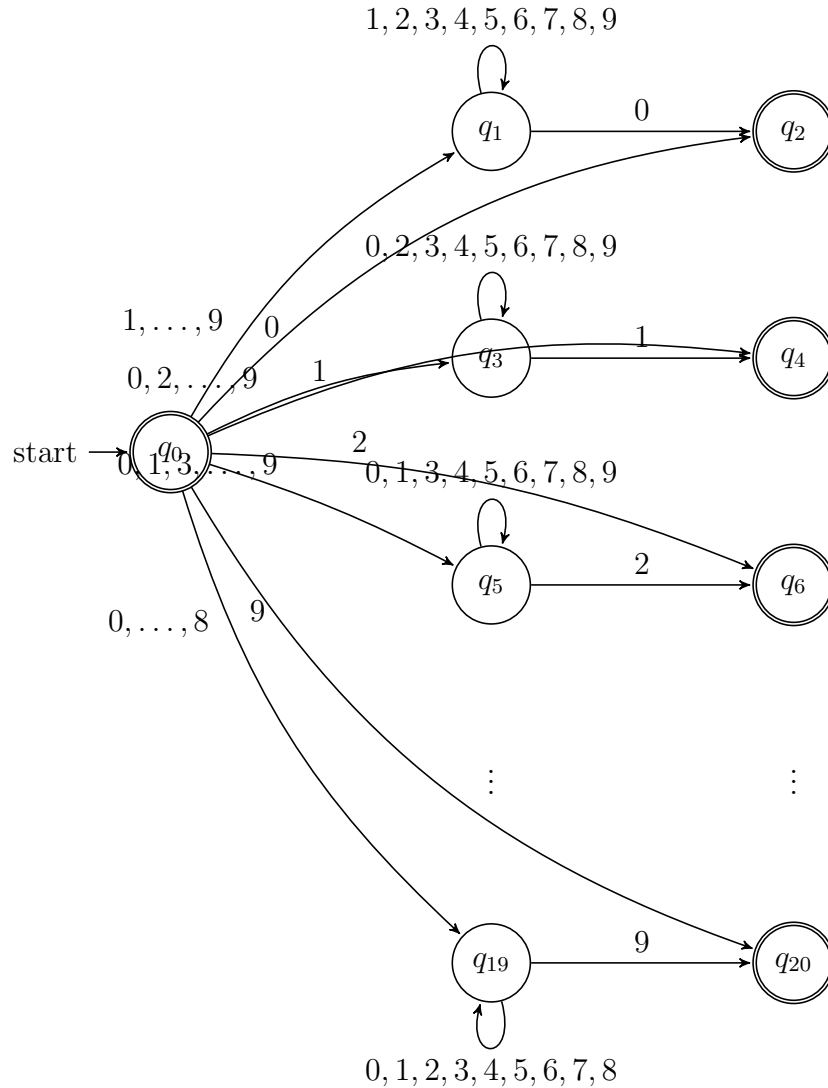 1, 2, 3, 4, 5, 6, 7, 8, 9
q₁
0
q₂
0, 2, 3, 4, 5, 6, 7, 8, 9
1, . . . , 9
0
q₃
1
q₄
0, 2, . . . , 9
1
start
q₀
2
0, 1, 3, . . . , 9
0, 1, 3, 4, 5, 6, 7, 8, 9
q₅
2
q₆
0, . . . , 8
9
⋮
⋮
q₁₉
9
q₂₀
0, 1, 2, 3, 4, 5, 6, 7, 8